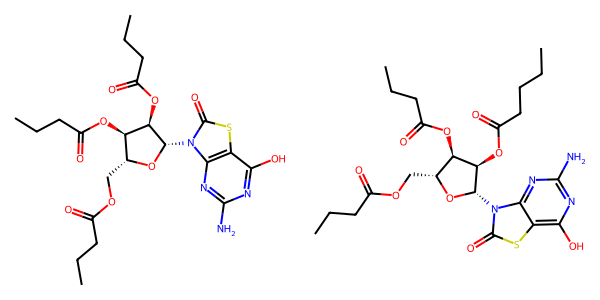 O O O O
O O S
O O N OH
O N N
O NH₂
O O O NH₂
O O O N N
O O N OH
O S